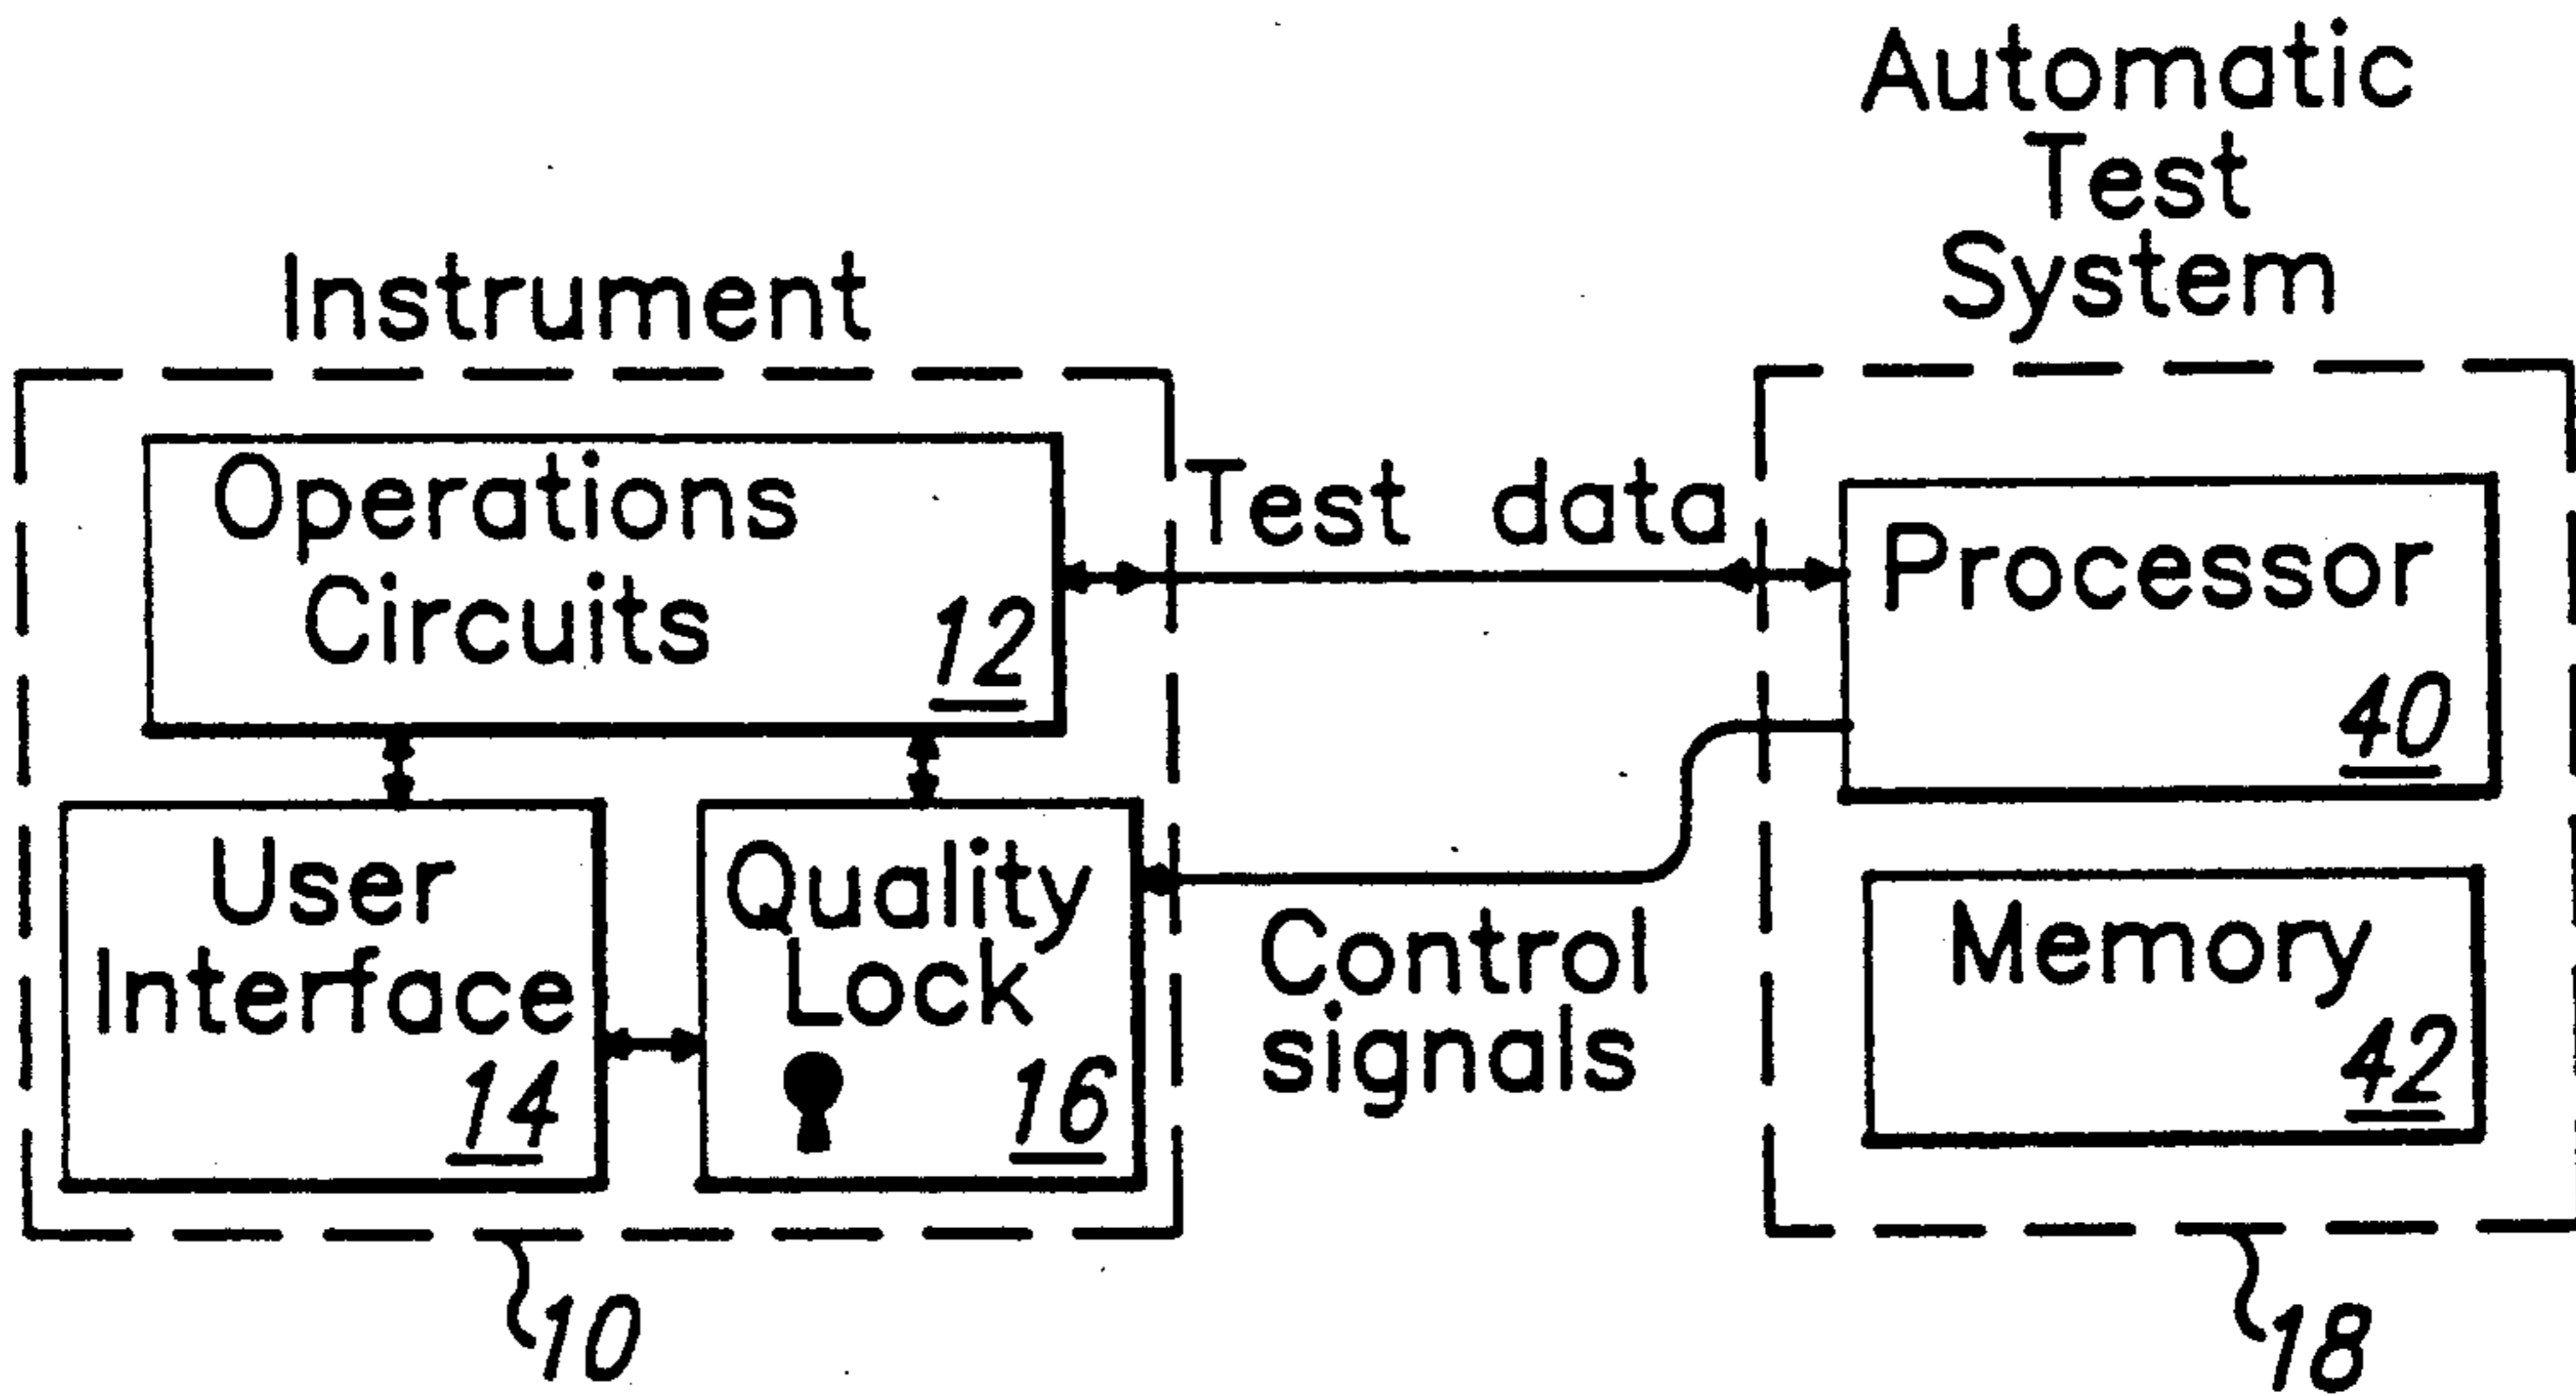 Automatic
Test
System
Instrument
Operations
Circuits
12
Test data
Processor
40
User
Interface
14
Quality
Lock
16
Control
signals
Memory
42
10
18